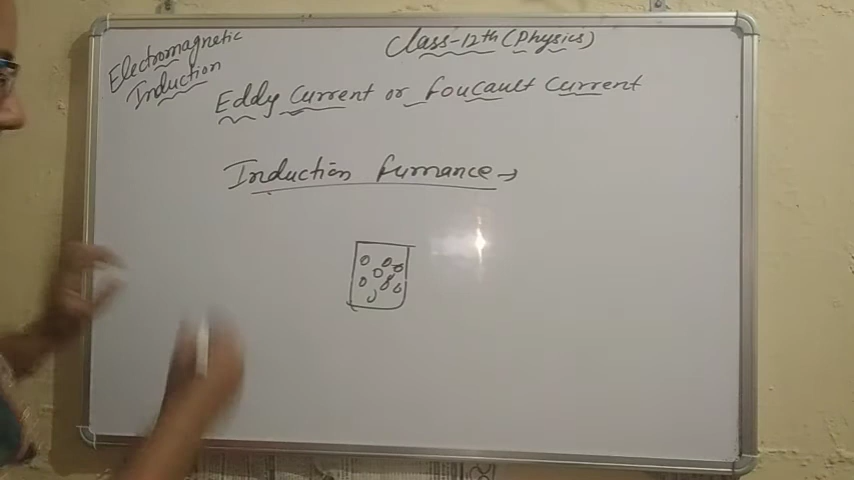 Electromagnetic
Induction
Class-12th (Physics)
Eddy Current or Foucault Current
Induction furnance →